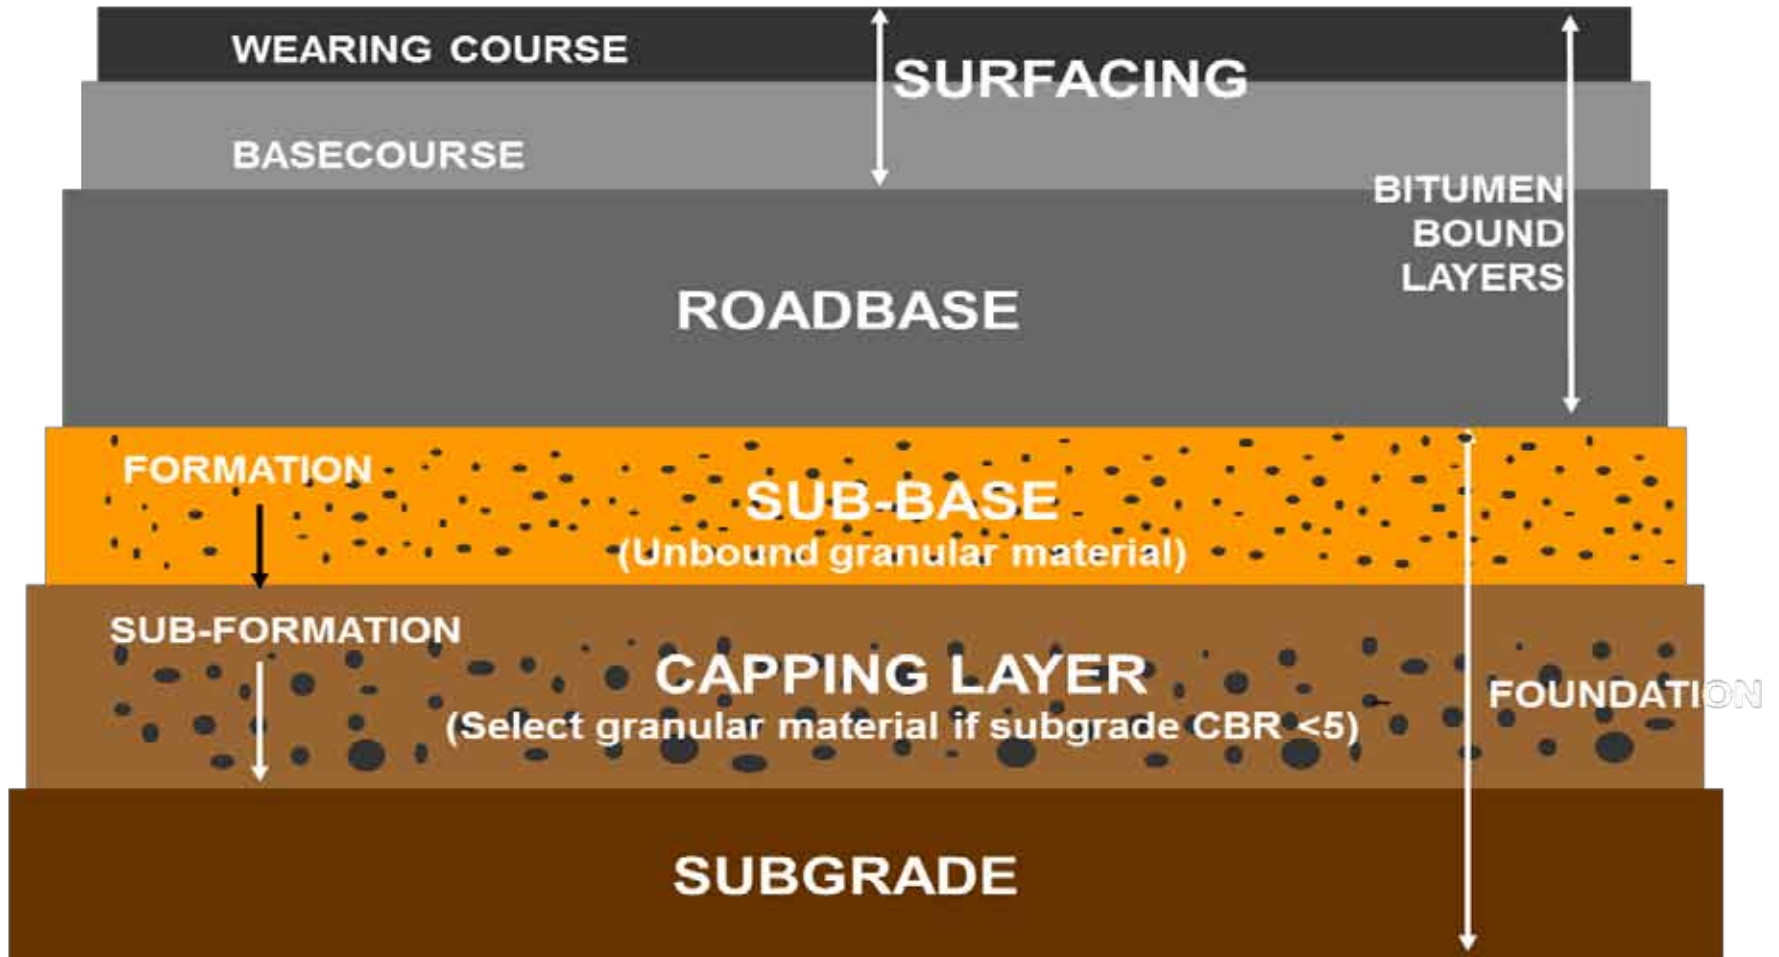 WEARING COURSE
SURFACING
BASECOURSE
BITUMEN
BOUND
LAYERS
ROADBASE
FORMATION
SUB-BASE
(Unbound granular material)
SUB-FORMATION
CAPPING LAYER
(Select granular material if subgrade CBR <5)
FOUNDATION
SUBGRADE